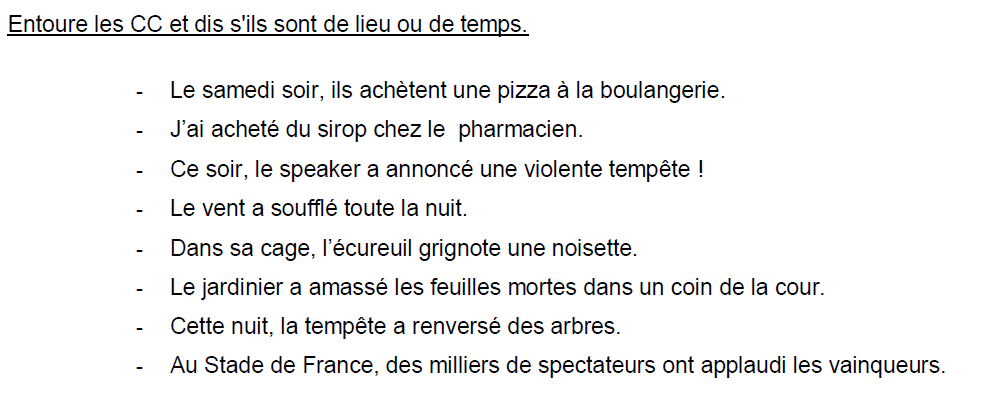 Entoure les CC et dis s'ils sont de lieu ou de temps.
- Le samedi soir, ils achètent une pizza à la boulangerie.
- J’ai acheté du sirop chez le  pharmacien.
- Ce soir, le speaker a annoncé une violente tempête !
- Le vent a soufflé toute la nuit.
- Dans sa cage, l’écureuil grignote une noisette.
- Le jardinier a amassé les feuilles mortes dans un coin de la cour.
- Cette nuit, la tempête a renversé des arbres.
- Au Stade de France, des milliers de spectateurs ont applaudi les vainqueurs.